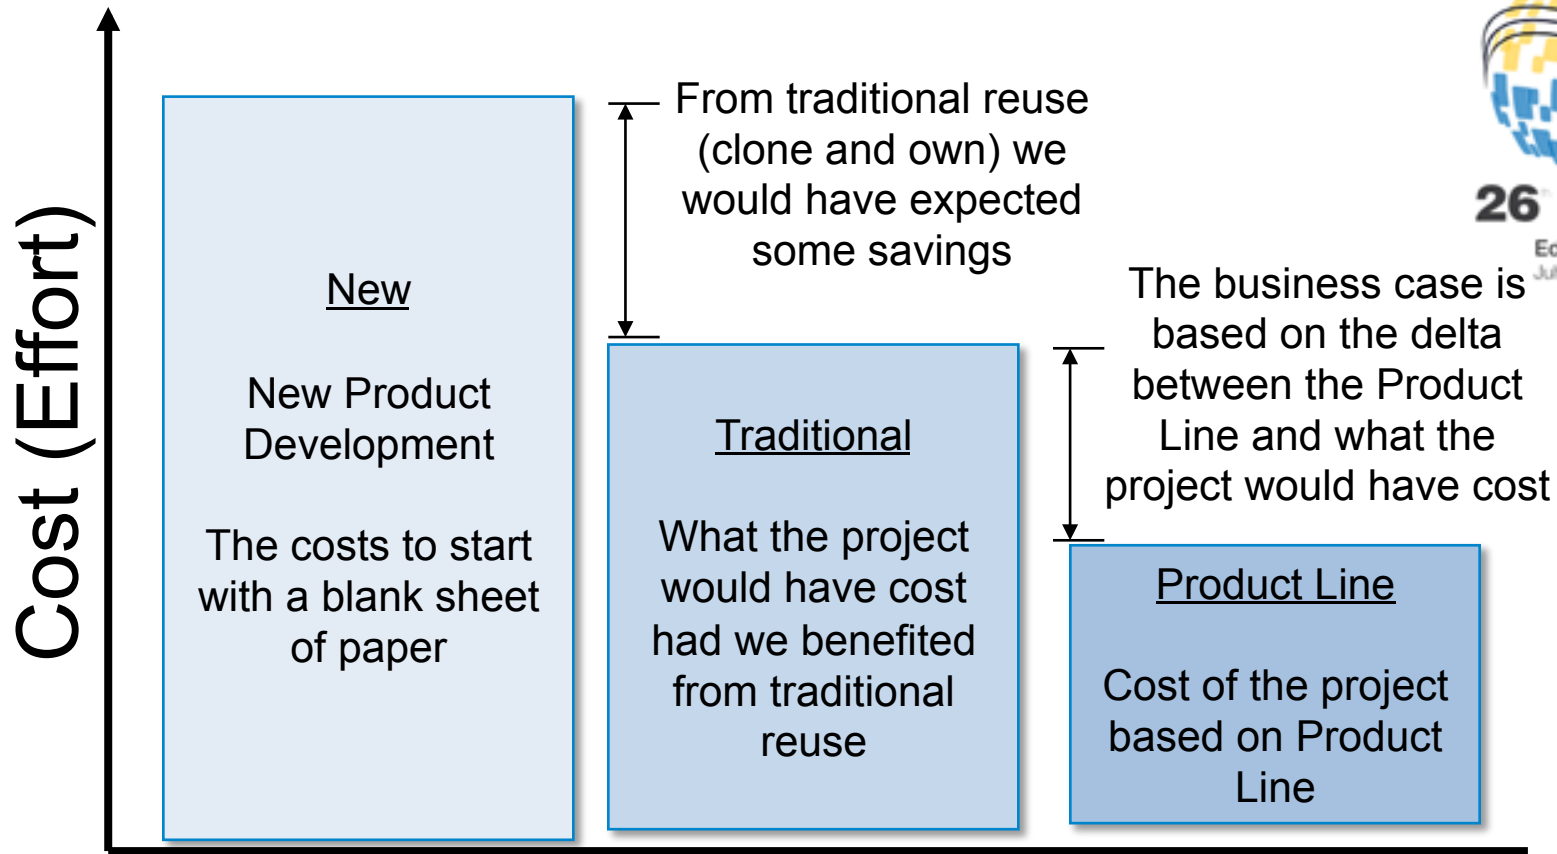 Cost (Effort)
New
New Product
Development
The costs to start
with a blank sheet
of paper
From traditional reuse
(clone and own) we
would have expected
some savings
Traditional
What the project
would have cost
had we benefited
from traditional
reuse
The business case is
based on the delta
between the Product
Line and what the
project would have cost
Product Line
Cost of the project
based on Product
Line
26